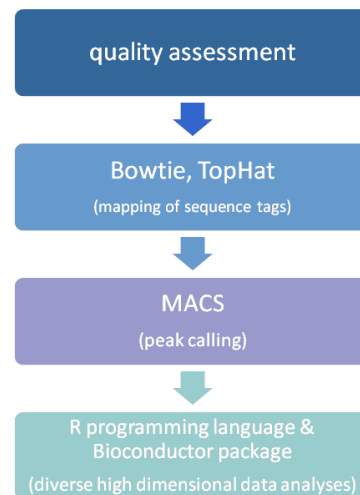 quality assessment
Bowtie, TopHat
(mapping of sequence tags)
MACS
(peak calling)
R programming language &
Bioconductor package
(diverse high dimensional data analyses)